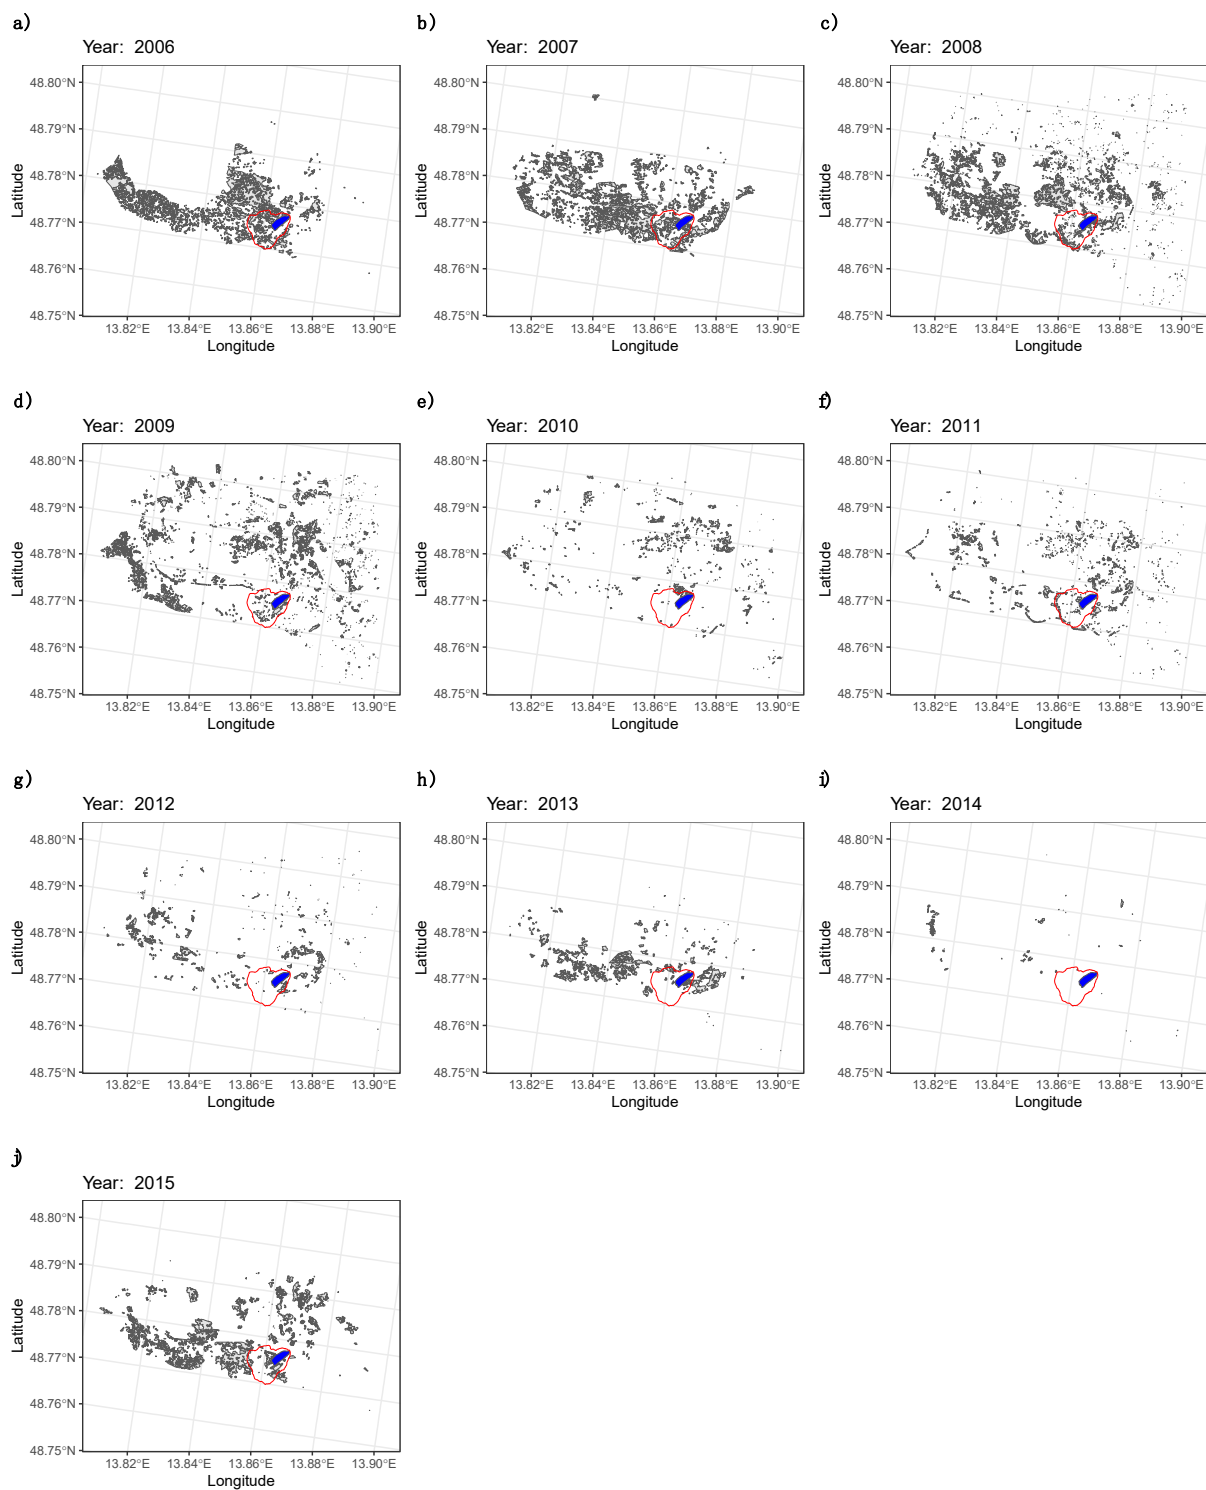 a) b) c)
Year: 2006 Year: 2007 Year: 2008
48.80°N 48.80°N 48.80°N
48.79°N 48.79°N 48.79°N
48.78°N 48.78°N 48.78°N
48.77°N 48.77°N 48.77°N
48.76°N 48.76°N 48.76°N
48.75°N 48.75°N 48.75°N
Latitude Latitude Latitude
13.82°E 13.84°E 13.86°E 13.88°E 13.90°E 13.82°E 13.84°E 13.86°E 13.88°E 13.90°E 13.82°E 13.84°E 13.86°E 13.88°E 13.90°E
Longitude Longitude Longitude
d) e) f)
Year: 2009 Year: 2010 Year: 2011
48.80°N 48.80°N 48.80°N
48.79°N 48.79°N 48.79°N
48.78°N 48.78°N 48.78°N
48.77°N 48.77°N 48.77°N
48.76°N 48.76°N 48.76°N
48.75°N 48.75°N 48.75°N
Latitude Latitude Latitude
13.82°E 13.84°E 13.86°E 13.88°E 13.90°E 13.82°E 13.84°E 13.86°E 13.88°E 13.90°E 13.82°E 13.84°E 13.86°E 13.88°E 13.90°E
Longitude Longitude Longitude
g) h) i)
Year: 2012 Year: 2013 Year: 2014
48.80°N 48.80°N 48.80°N
48.79°N 48.79°N 48.79°N
48.78°N 48.78°N 48.78°N
48.77°N 48.77°N 48.77°N
48.76°N 48.76°N 48.76°N
48.75°N 48.75°N 48.75°N
Latitude Latitude Latitude
13.82°E 13.84°E 13.86°E 13.88°E 13.90°E 13.82°E 13.84°E 13.86°E 13.88°E 13.90°E 13.82°E 13.84°E 13.86°E 13.88°E 13.90°E
Longitude Longitude Longitude
j)
Year: 2015
48.80°N
48.79°N
48.78°N
48.77°N
48.76°N
48.75°N
Latitude
13.82°E 13.84°E 13.86°E 13.88°E 13.90°E
Longitude